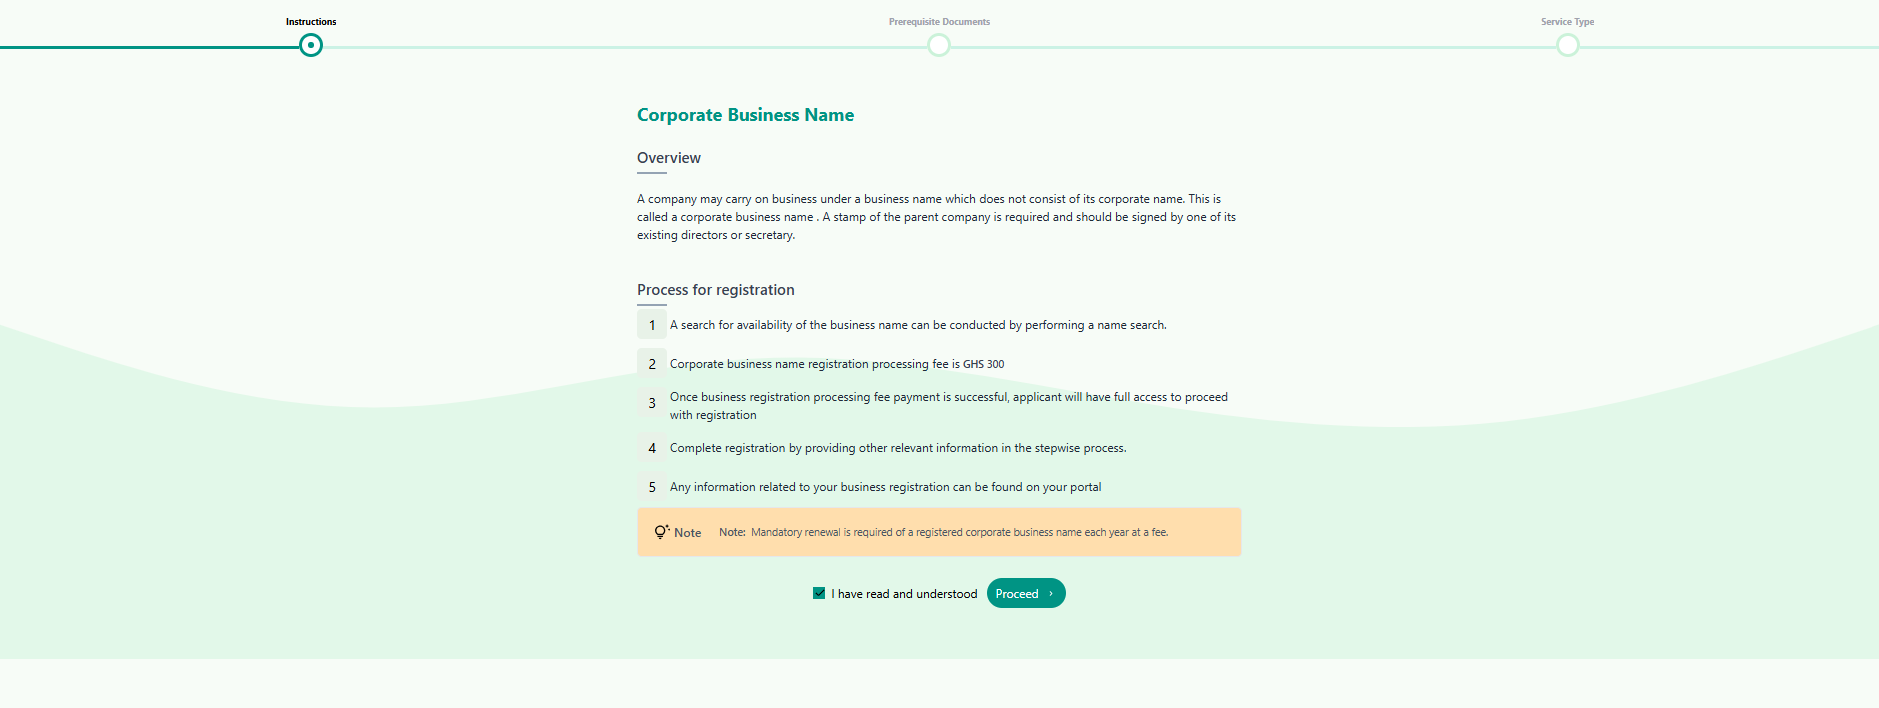 Instructions
Prerequisite Documents
Service Type
Corporate Business Name
Overview
A company may carry on business under a business name which does not consist of its corporate name. This is
called a corporate business name . A stamp of the parent company is required and should be signed by one of its
existing directors or secretary.
Process for registration
1 A search for availability of the business name can be conducted by performing a name search.
2 Corporate business name registration processing fee is GHS 300
3 Once business registration processing fee payment is successful, applicant will have full access to proceed
with registration
4 Complete registration by providing other relevant information in the stepwise process.
5 Any information related to your business registration can be found on your portal
Note Note: Mandatory renewal is required of a registered corporate business name each year at a fee.
I have read and understood Proceed ›